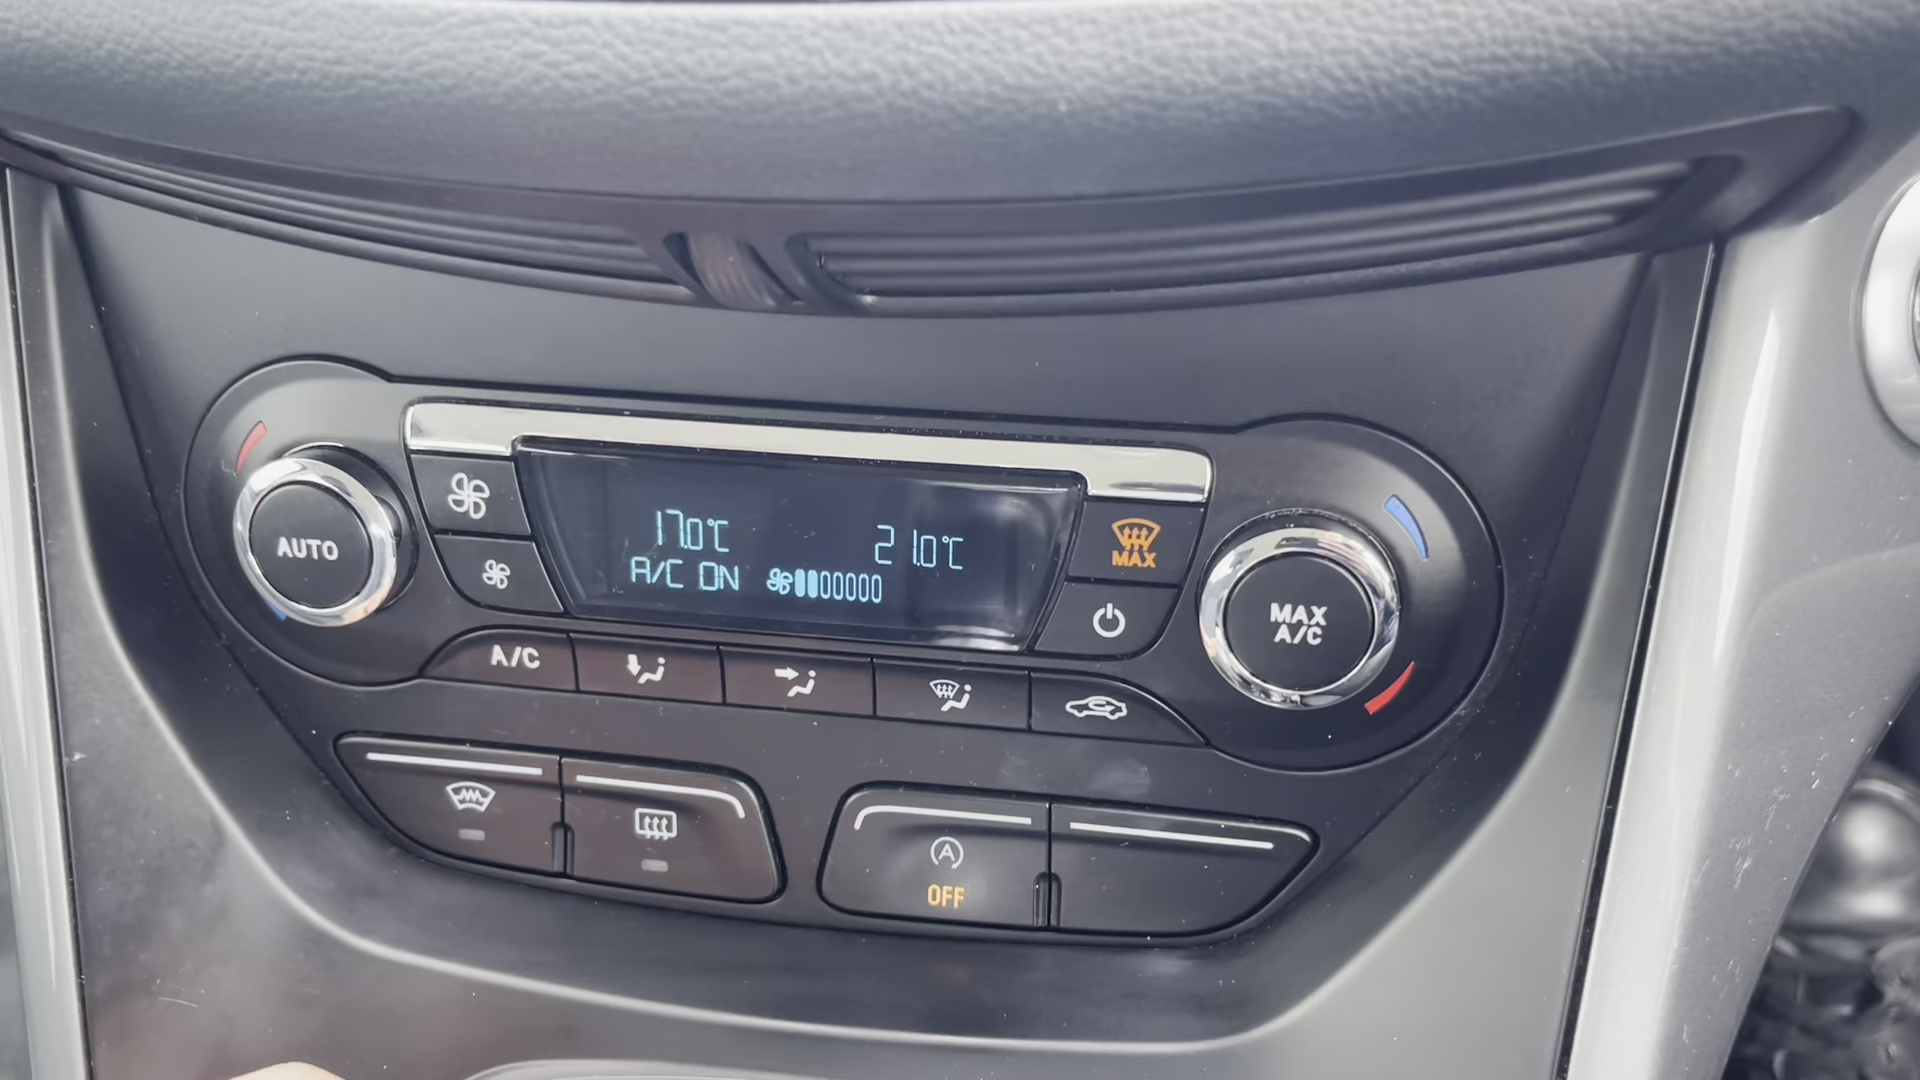 AUTO
17.0°C 21.0°C
A/C ON
MAX
MAX
A/C
A/C
A
OFF